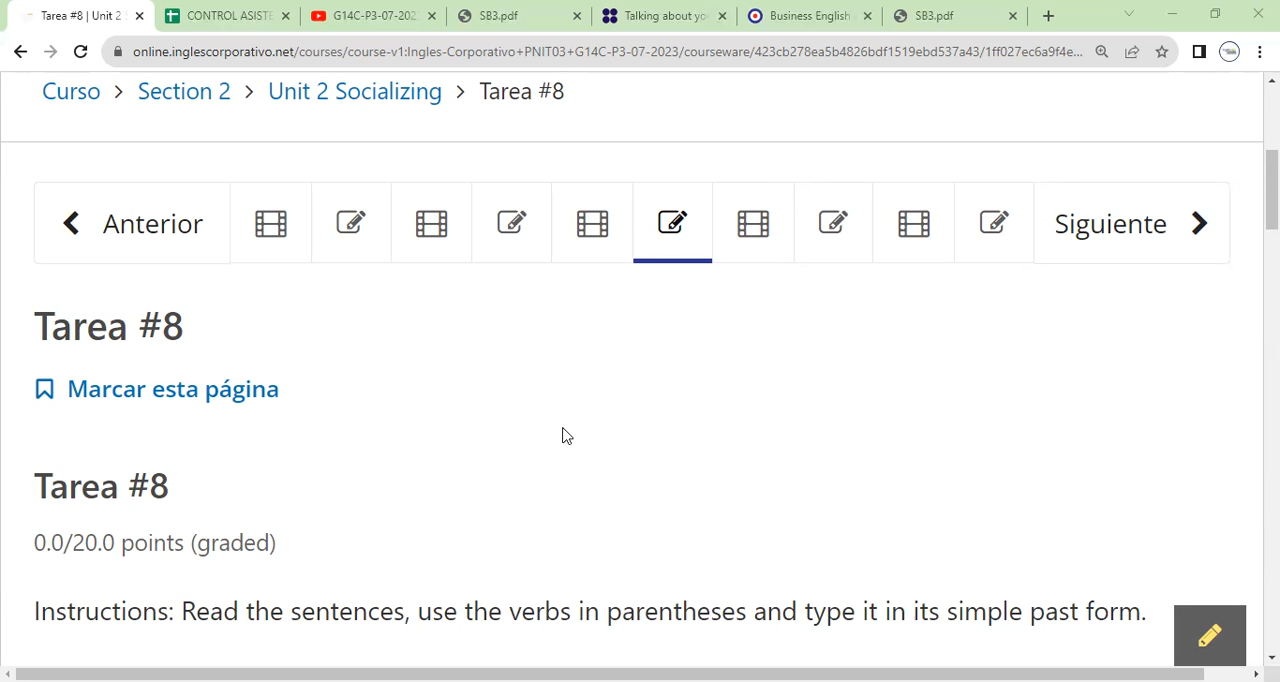 Tarea #8 | Unit 2
CONTROL ASISTE
G14C-P3-07-202
SB3.pdf
Talking about yo
Business English
SB3.pdf
online.inglescorporativo.net/courses/course-v1:Ingles-Corporativo+PNIT03+G14C-P3-07-2023/courseware/423cb278ea5b4826bdf1519ebd537a43/1ff027ec6a9f4e...
Curso > Section 2 > Unit 2 Socializing > Tarea #8
Anterior
Siguiente
Tarea #8
Marcar esta página
Tarea #8
0.0/20.0 points (graded)
Instructions: Read the sentences, use the verbs in parentheses and type it in its simple past form.